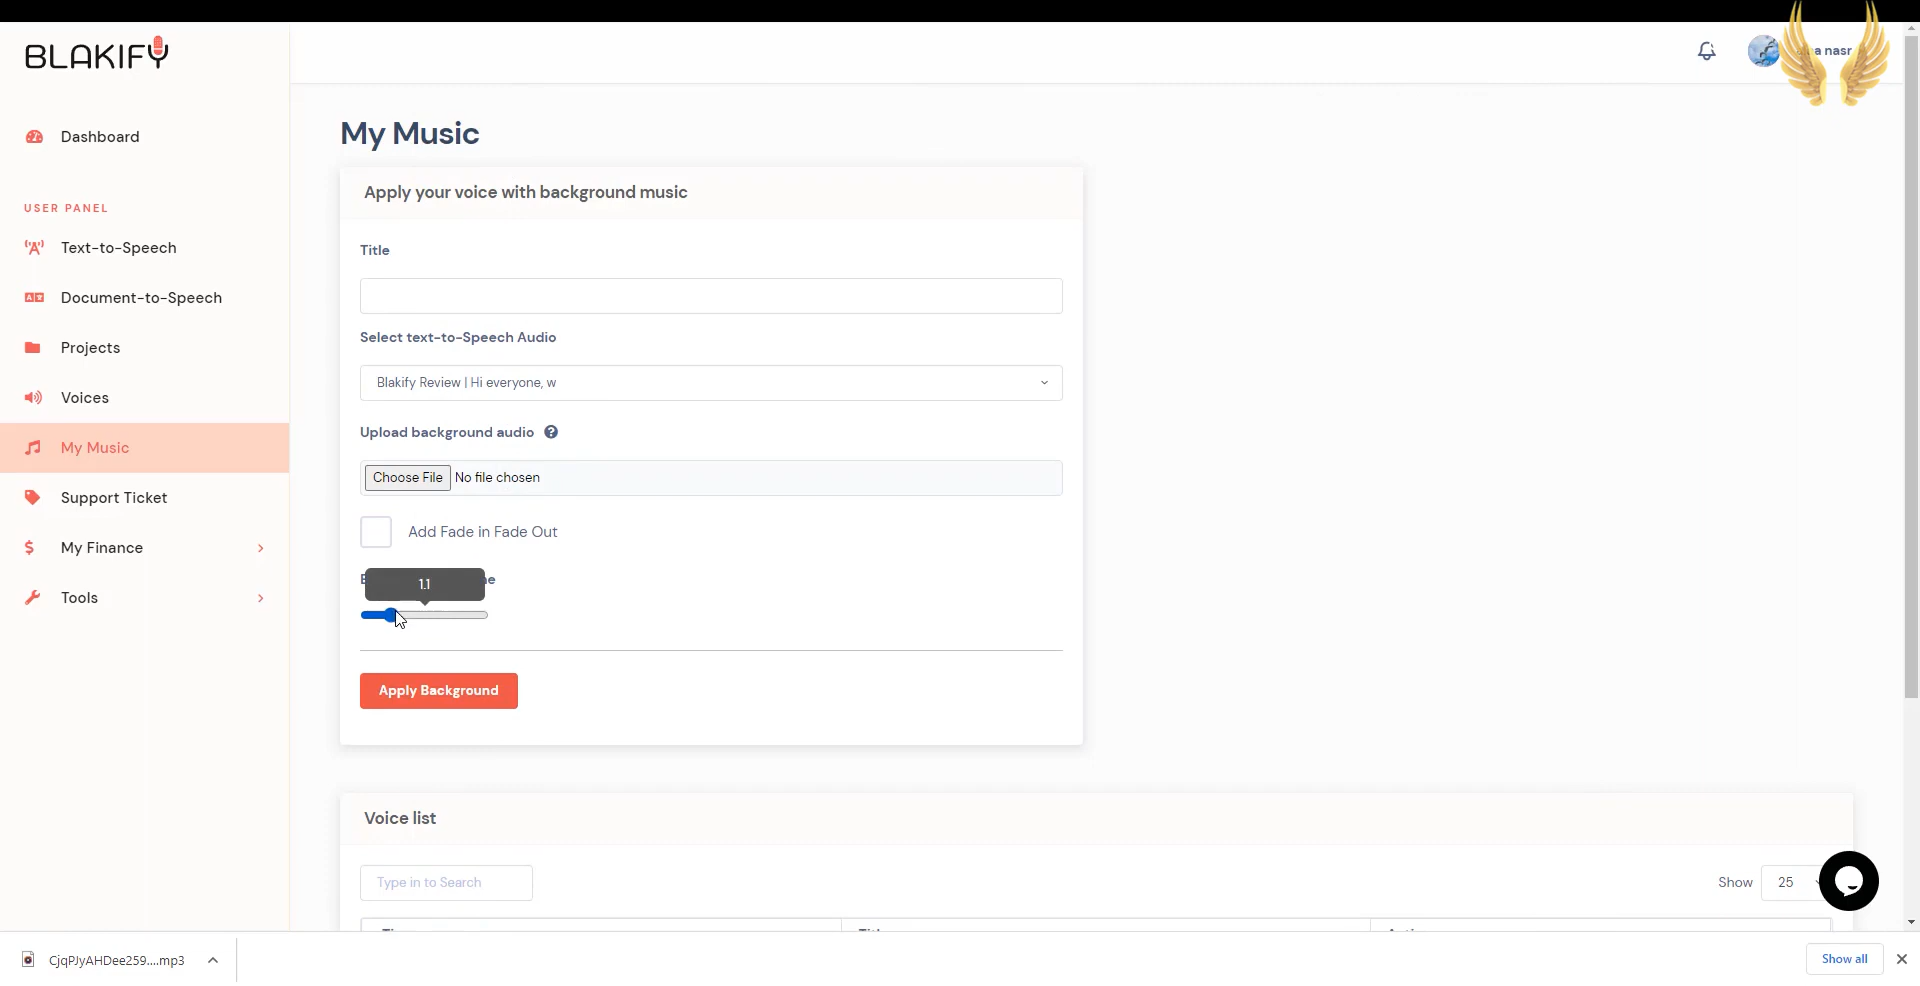 BLAKIFY
a nasr
Dashboard
USER PANEL
Text-to-Speech
Document-to-Speech
Projects
Voices
My Music
Support Ticket
My Finance
Tools
My Music
Apply your voice with background music
Title
Select text-to-Speech Audio
Blakify Review | Hi everyone, w
Upload background audio
Choose File No file chosen
Add Fade in Fade Out
1.1
Apply Background
Voice list
Type in to Search
Show 25
CjqPJyAHDee259....mp3
Show all